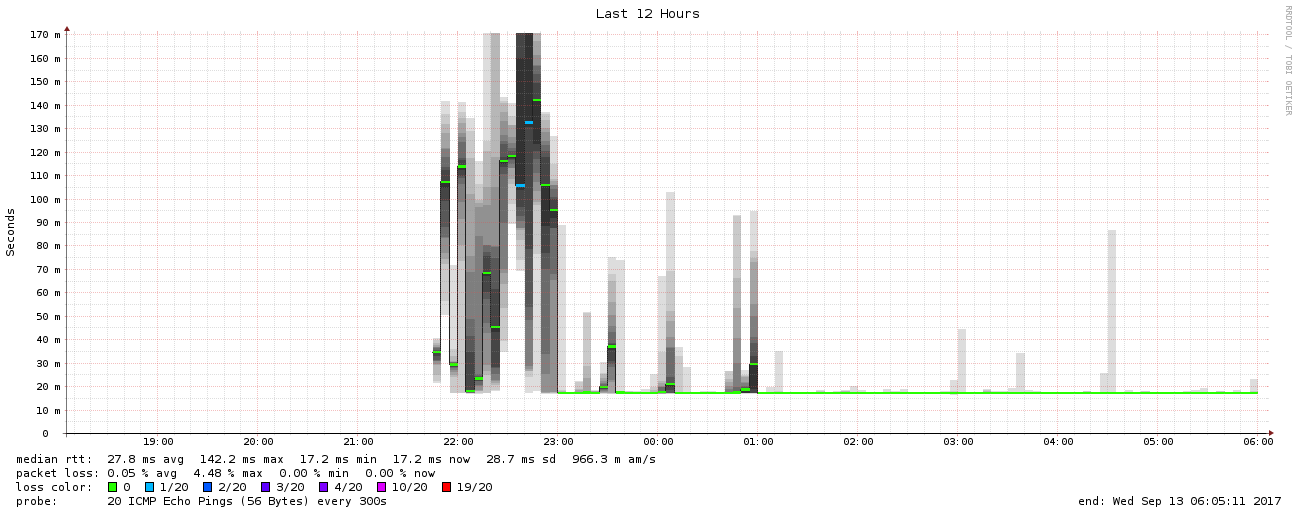 Last 12 Hours
RRDTOOL / TOBI OETIKER
Seconds
170 m
160 m
150 m
140 m
130 m
120 m
110 m
100 m
90 m
80 m
70 m
60 m
50 m
40 m
30 m
20 m
10 m
0
19:00 20:00 21:00 22:00 23:00 00:00 01:00 02:00 03:00 04:00 05:00 06:00
median rtt: 27.8 ms avg 142.2 ms max 17.2 ms min 17.2 ms now 28.7 ms sd 966.3 m am/s
packet loss: 0.05 % avg 4.48 % max 0.00 % min 0.00 % now
loss color: 0 1/20 2/20 3/20 4/20 10/20 19/20
probe: 20 ICMP Echo Pings (56 Bytes) every 300s end: Wed Sep 13 06:05:11 2017